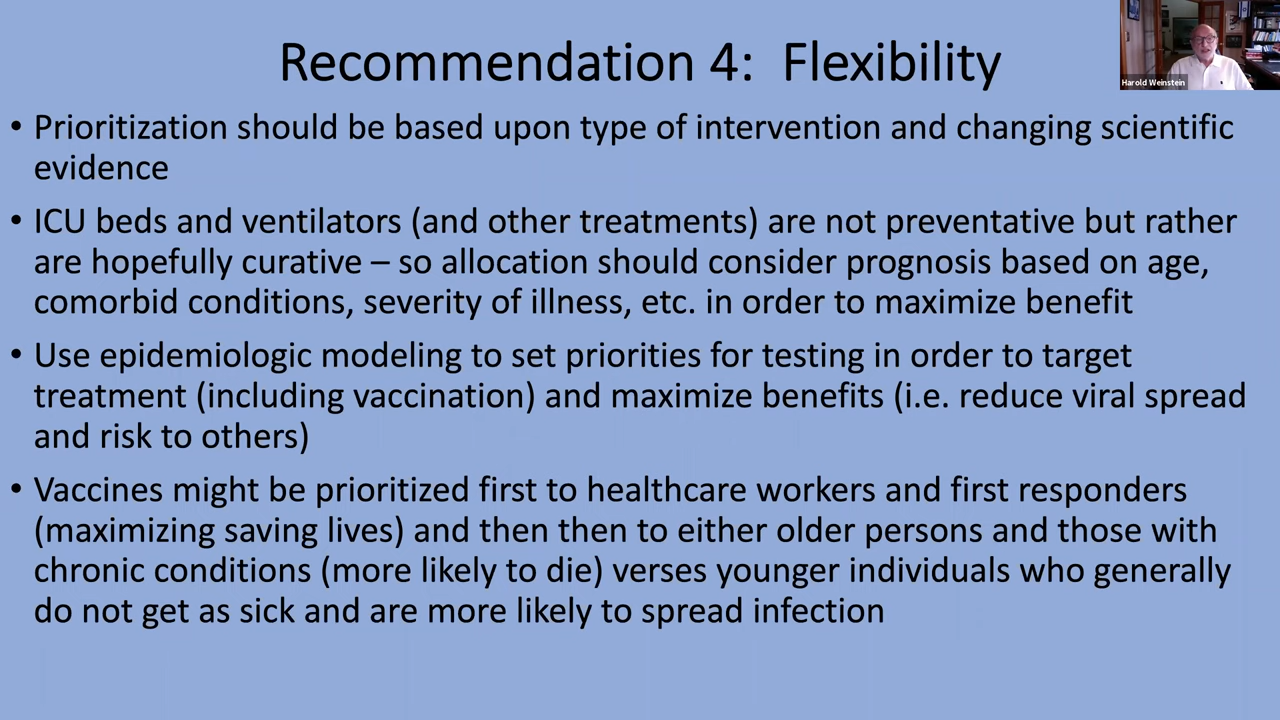 Recommendation 4: Flexibility
Harold Weinstein
• Prioritization should be based upon type of intervention and changing scientific
evidence
• ICU beds and ventilators (and other treatments) are not preventative but rather
are hopefully curative – so allocation should consider prognosis based on age,
comorbid conditions, severity of illness, etc. in order to maximize benefit
• Use epidemiologic modeling to set priorities for testing in order to target
treatment (including vaccination) and maximize benefits (i.e. reduce viral spread
and risk to others)
• Vaccines might be prioritized first to healthcare workers and first responders
(maximizing saving lives) and then then to either older persons and those with
chronic conditions (more likely to die) verses younger individuals who generally
do not get as sick and are more likely to spread infection